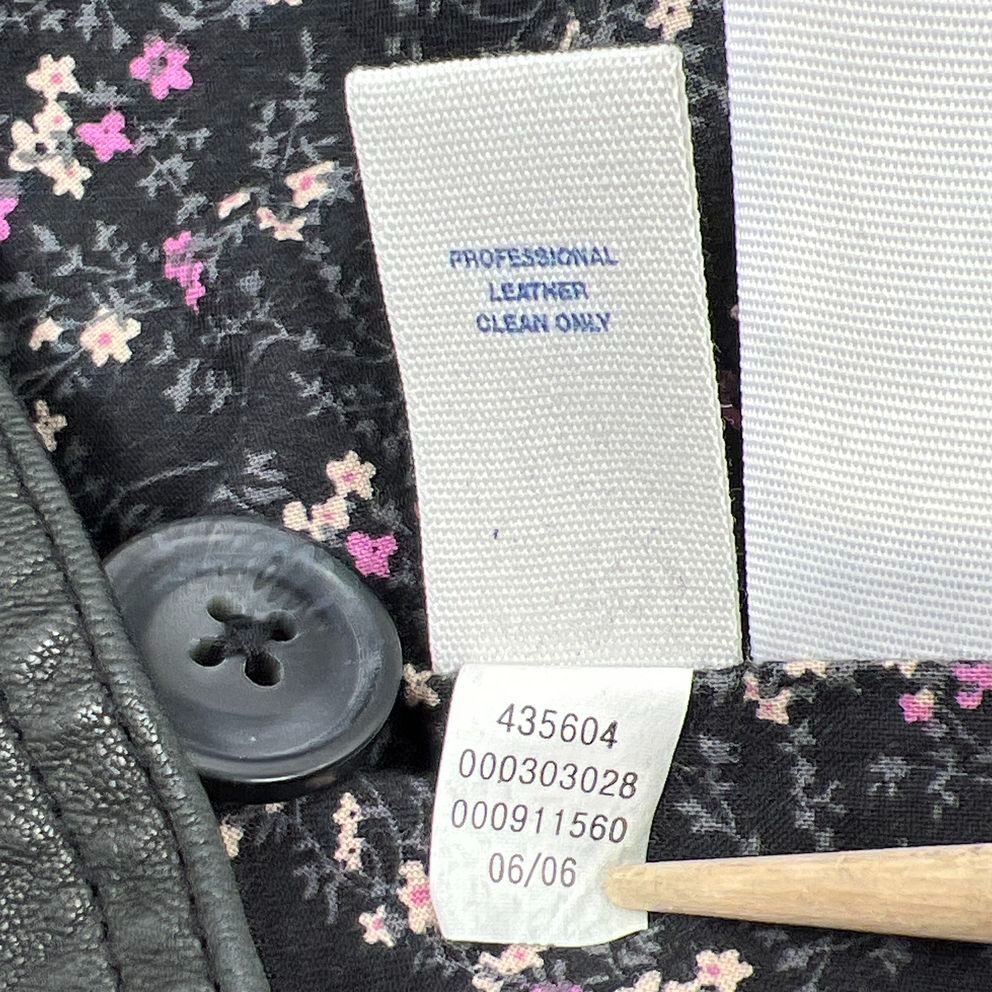 PROFESSIONAL
LEATHER
CLEAN ONLY
435604
000303028
000911560
06/06